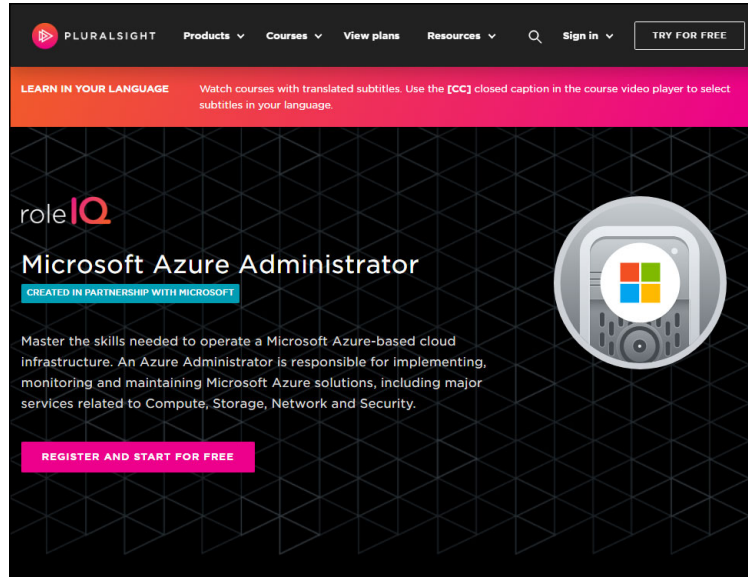 PLURALSIGHT
Products
Courses
View plans
Resources
Sign in
TRY FOR FREE
LEARN IN YOUR LANGUAGE
Watch courses with translated subtitles. Use the [CC] closed caption in the course video player to select
subtitles in your language.
role IQ
Microsoft Azure Administrator
CREATED IN PARTNERSHIP WITH MICROSOFT
Master the skills needed to operate a Microsoft Azure-based cloud
infrastructure. An Azure Administrator is responsible for implementing,
monitoring and maintaining Microsoft Azure solutions, including major
services related to Compute, Storage, Network and Security.
REGISTER AND START FOR FREE